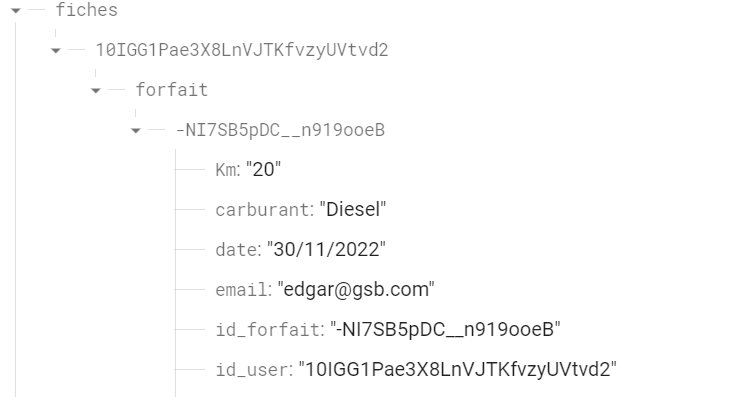 fiches
10IGG1Pae3X8LnVJTKfvzyUVtvd2
forfait
-NI7SB5pDC__n919ooeB
Km: "20"
carburant: "Diesel"
date: "30/11/2022"
email: "edgar@gsb.com"
id_forfait: "-NI7SB5pDC__n919ooeB"
id_user: "10IGG1Pae3X8LnVJTKfvzyUVtvd2"